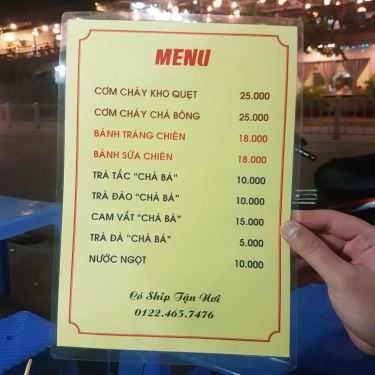 MENU
CƠM CHÁY KHO QUẸT 25.000
CƠM CHÁY CHÀ BÔNG 25.000
BÁNH TRÁNG CHIÊN 18.000
BÁNH SỮA CHIÊN 18.000
TRÀ TẮC "CHÀ BÁ" 10.000
TRÀ ĐÀO "CHÀ BÁ" 10.000
CAM VẮT "CHÀ BÁ" 15.000
TRÀ ĐÁ "CHÀ BÁ" 5.000
NƯỚC NGỌT 10.000
Có Ship Tận Nơi
0122.465.7476